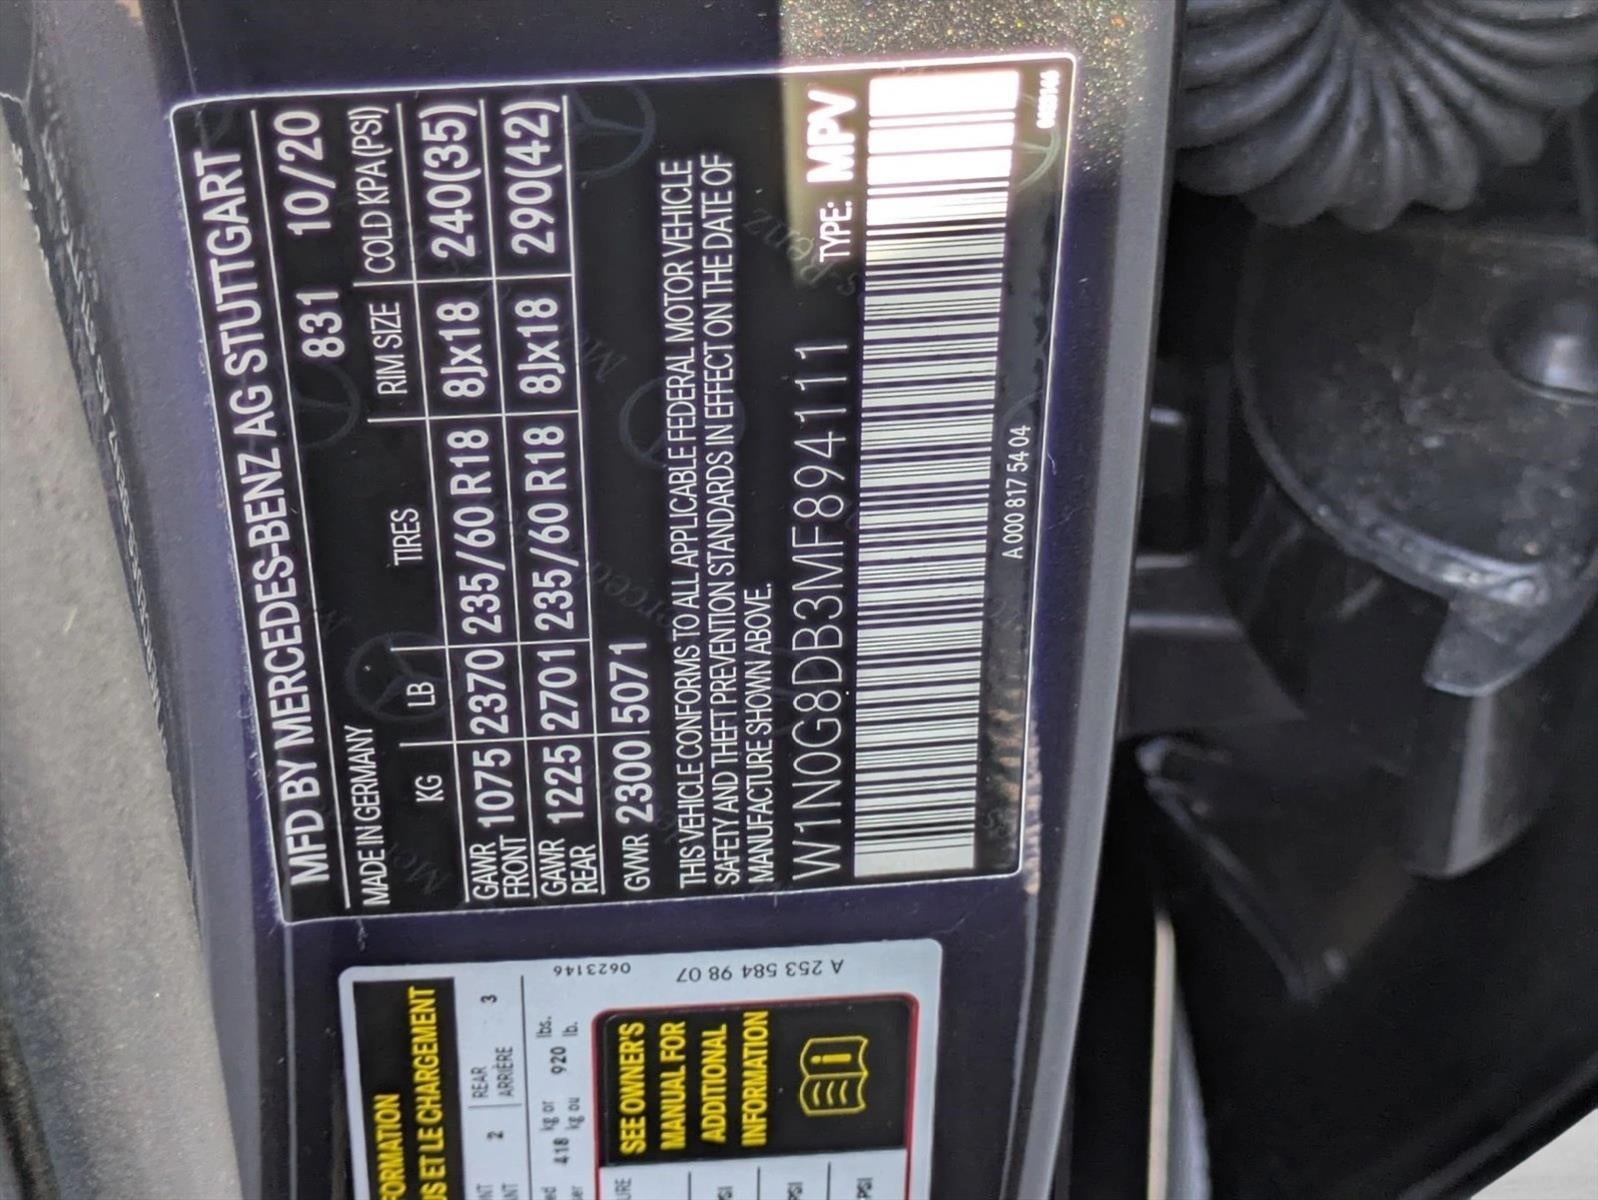 MFD BY MERCEDES-BENZ AG STUTTGART
MADE IN GERMANY 831 10/20
KG LB TIRES RIM SIZE COLD KPA(PSI)
GAWR FRONT 1075 2370 235/60 R18 8Jx18 240(35)
GAWR REAR 1225 2701 235/60 R18 8Jx18 290(42)
GVWR 2300 5071
THIS VEHICLE CONFORMS TO ALL APPLICABLE FEDERAL MOTOR VEHICLE
SAFETY AND THEFT PREVENTION STANDARDS IN EFFECT ON THE DATE OF
MANUFACTURE SHOWN ABOVE.
W1N0G8DB3MF894111 TYPE: MPV
A 000 817 54 04
FORMATION
ET LE CHARGEMENT
2 REAR 3
ARRIÈRE
418 kg or 920 lbs.
kg ou lb.
0623146
SEE OWNER'S
MANUAL FOR
ADDITIONAL
INFORMATION
A 253 584 98 07